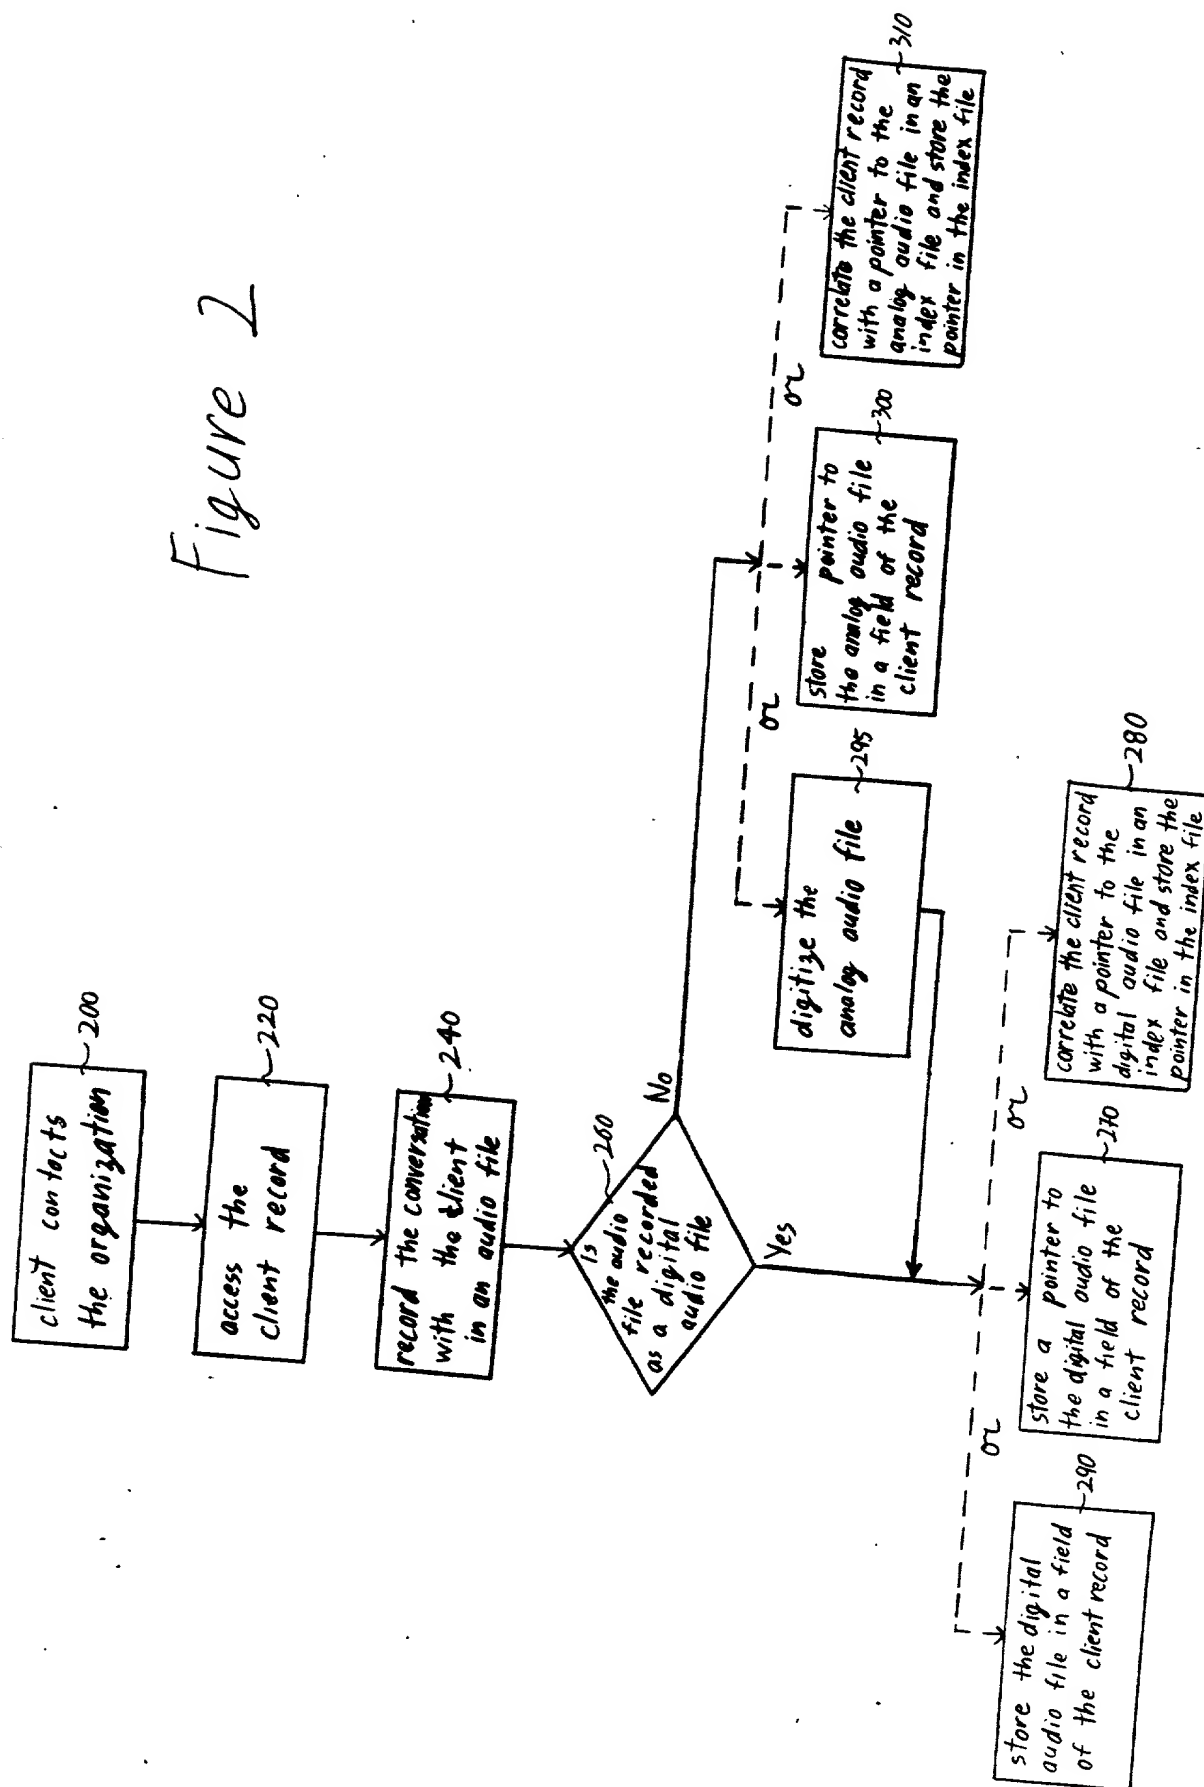 Figure 2
client contacts
the organization
200
access the
client record
220
record the conversation
with the client
in an audio file
240
Is
the audio
file recorded
as a digital
audio file
260
No
Yes
or
or
digitize the
analog audio file
295
store pointer to
the analog audio file
in a field of the
client record
300
correlate the client record
with a pointer to the
analog audio file in an
index file and store the
pointer in the index file
310
or
or
store the digital
audio file in a field
of the client record
290
store a pointer to
the digital audio file
in a field of the
client record
270
correlate the client record
with a pointer to the
digital audio file in an
index file and store the
pointer in the index file
280